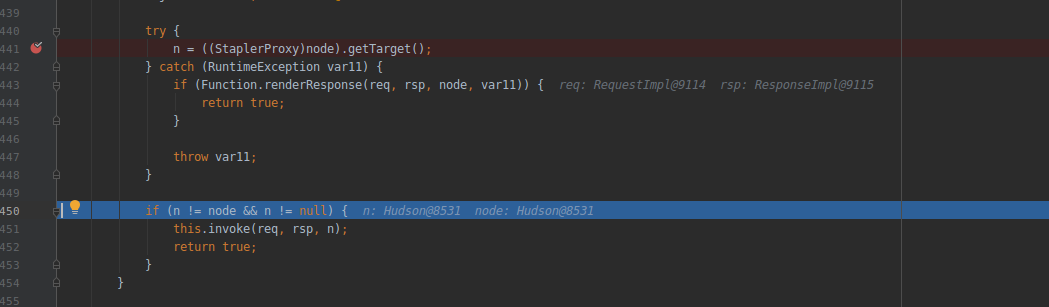 439
440 try {
441 n = ((StaplerProxy)node).getTarget();
442 } catch (RuntimeException var11) {
443 if (Function.renderResponse(req, rsp, node, var11)) { req: RequestImpl@9114 rsp: ResponseImpl@9115
444 return true;
445 }
446
447 throw var11;
448 }
449
450 if (n != node && n != null) { n: Hudson@8531 node: Hudson@8531
451 this.invoke(req, rsp, n);
452 return true;
453 }
454 }
455